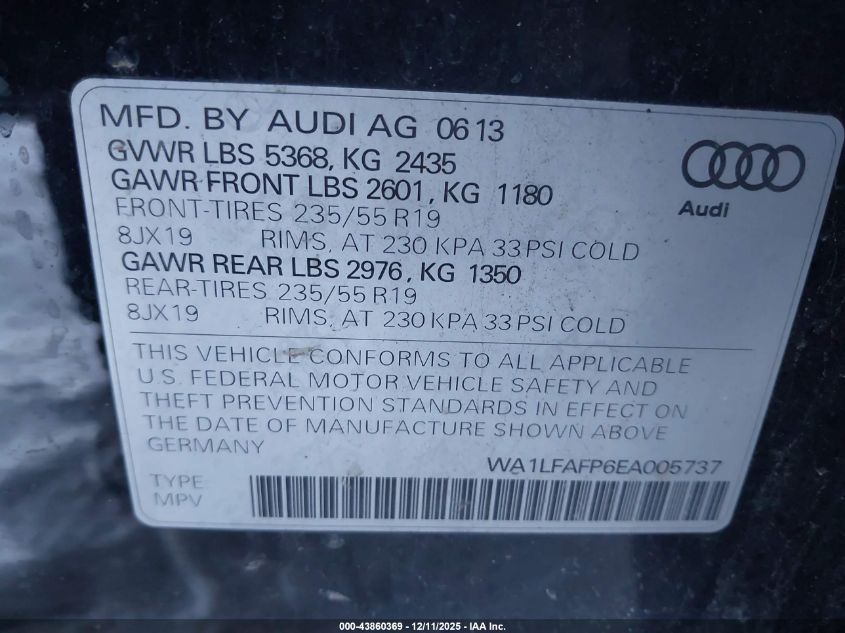 MFD. BY AUDI AG 0613
GVWR LBS 5368, KG 2435
GAWR FRONT LBS 2601, KG 1180
FRONT-TIRES 235/55 R19
8JX19 RIMS, AT 230 KPA 33 PSI COLD
GAWR REAR LBS 2976, KG 1350
REAR-TIRES 235/55 R19
8JX19 RIMS, AT 230 KPA 33 PSI COLD
Audi
THIS VEHICLE CONFORMS TO ALL APPLICABLE
U.S. FEDERAL MOTOR VEHICLE SAFETY AND
THEFT PREVENTION STANDARDS IN EFFECT ON
THE DATE OF MANUFACTURE SHOWN ABOVE
GERMANY
WA1LFAFP6EA005737
TYPE:
MPV
000-43860369 - 12/11/2025 - IAA Inc.